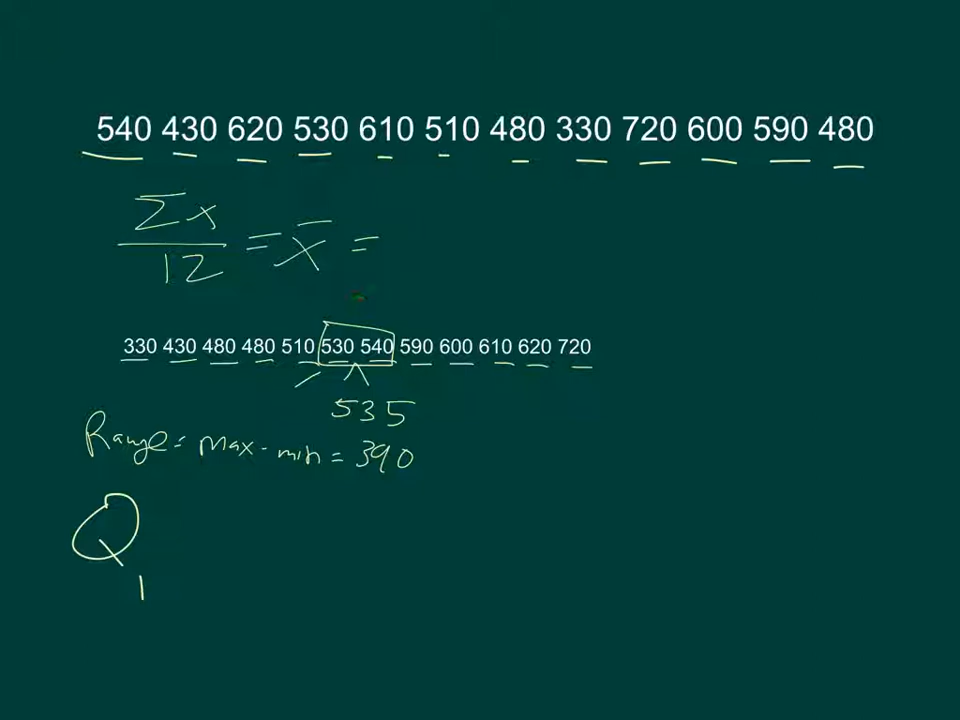 540 430 620 530 610 510 480 330 720 600 590 480
Σx
12
= x̄ =
330 430 480 480 510 530 540 590 600 610 620 720
535
Range = max - min = 390
Q1